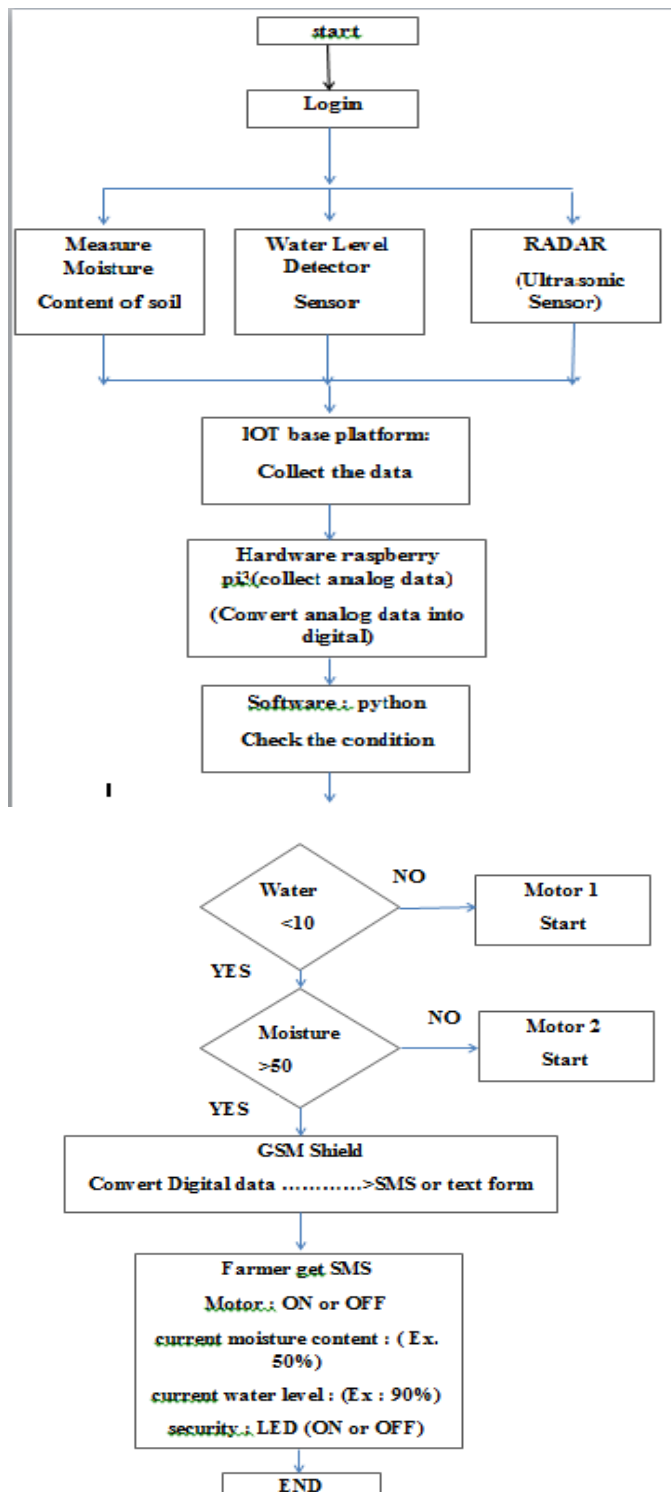 start
Login
Measure
Moisture
Content of soil
Water Level
Detector
Sensor
RADAR
(Ultrasonic
Sensor)
IOT base platform:
Collect the data
Hardware raspberry
pi3(collect analog data)
(Convert analog data into
digital)
Software : python
Check the condition
Water
<10
NO
Motor 1
Start
YES
Moisture
>50
NO
Motor 2
Start
YES
GSM Shield
Convert Digital data …………>SMS or text form
Farmer get SMS
Motor : ON or OFF
current moisture content : ( Ex.
50%)
current water level : (Ex : 90%)
security : LED (ON or OFF)
END